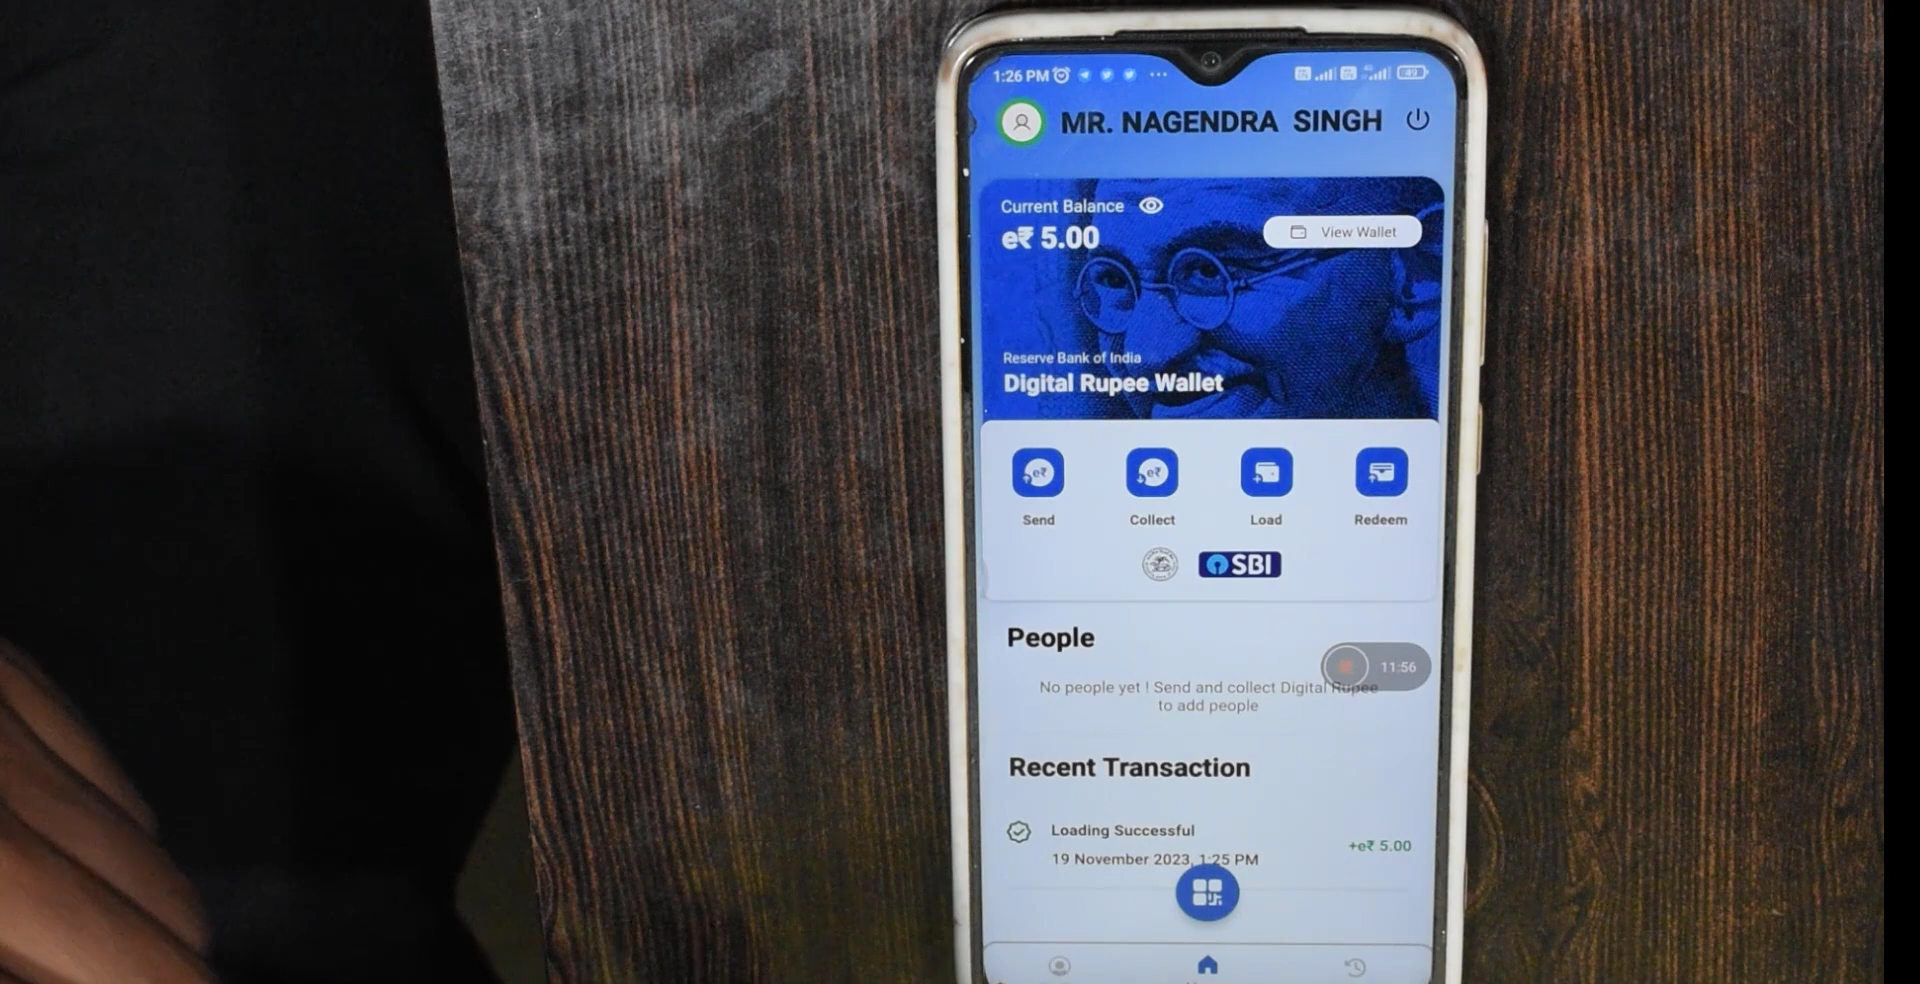 1:26 PM
49
MR. NAGENDRA SINGH
Current Balance
e₹ 5.00
View Wallet
Reserve Bank of India
Digital Rupee Wallet
e₹
e₹
Send
Collect
Load
Redeem
SBI
People
11:56
No people yet ! Send and collect Digital Rupee
to add people
Recent Transaction
Loading Successful
19 November 2023, 1:25 PM
+e₹ 5.00